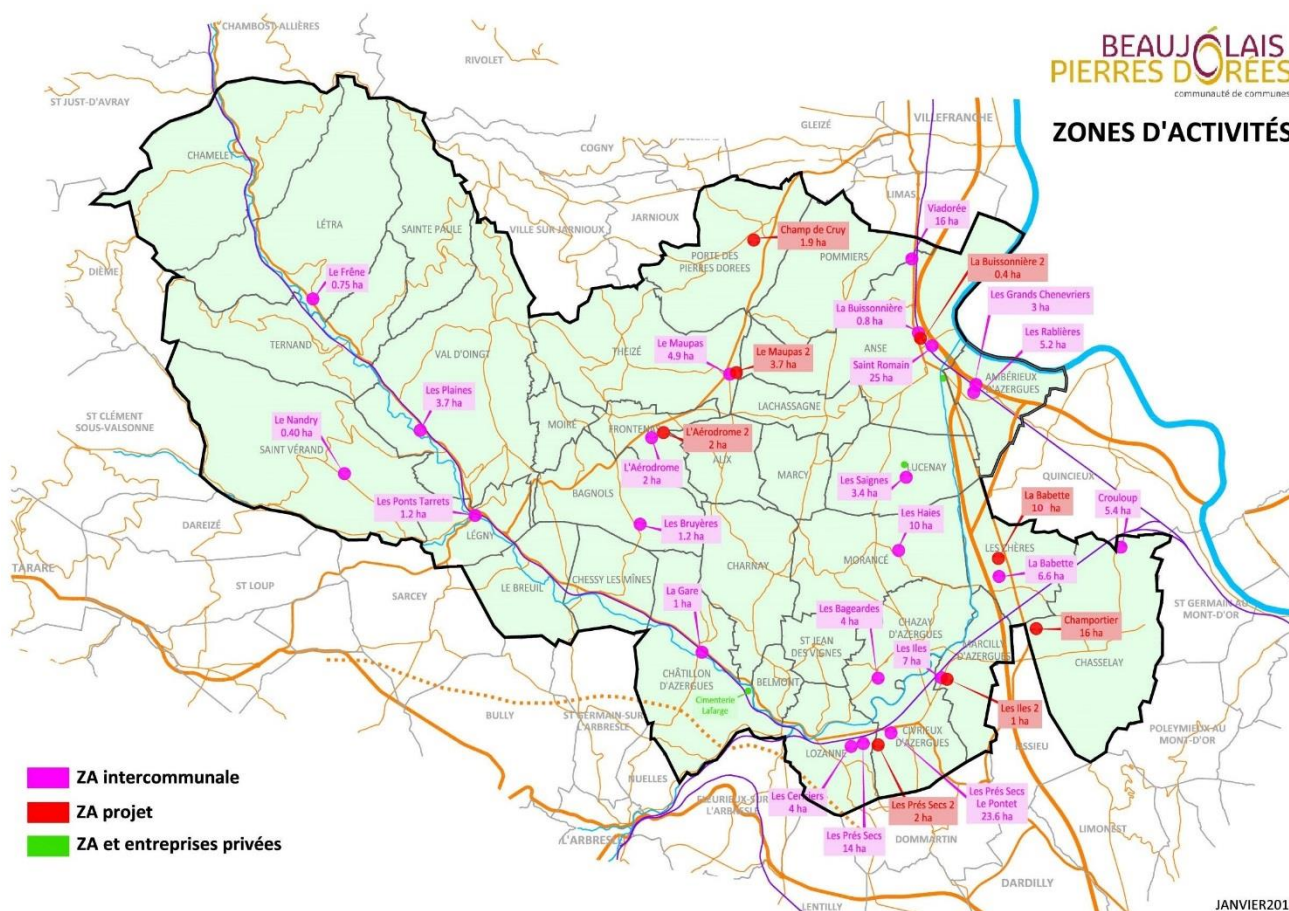 BEAUJOLAIS
PIERRES DORÉES
communauté de communes
ZONES D'ACTIVITÉS
CHAMBOST-ALLIÈRES
RIVOLET
ST JUST-D'AVRAY
GLEIZÉ
VILLEFRANCHE
COGNY
CHAMELET
LIMAS
LÉTRA
SAINTE PAULE
VILLE SUR JARNIOUX
JARNIOUX
Viadorée
16 ha
Champ de Cruy
1.9 ha
PORTE DES
PIERRES DOREES
POMMIERS
La Buissonnière 2
0.4 ha
DIÈME
Le Frêne
0.75 ha
Les Grands Chenevriers
3 ha
La Buissonnière
0.8 ha
Les Rablières
5.2 ha
TERNAND
VAL D'OINGT
THEIZÉ
Le Maupas
4.9 ha
Le Maupas 2
3.7 ha
ANSE
Saint Romain
25 ha
AMBÉRIEUX
D'AZERGUES
Les Plaines
3.7 ha
LACHASSAGNE
ST CLÉMENT
SOUS-VALSONNE
Le Nandry
0.40 ha
SAINT VÉRAND
MOIRÉ
FRONTENAS
L'Aérodrome 2
2 ha
ALIX
L'Aérodrome
2 ha
MARCY
LUCENAY
Les Saignes
3.4 ha
QUINCIEUX
BAGNOLS
Les Ponts Tarrets
1.2 ha
La Babette
10 ha
Crouloup
5.4 ha
DAREIZÉ
LÉGNY
Les Bruyères
1.2 ha
Les Haies
10 ha
MORANCÉ
LES CHÈRES
TARARE
ST LOUP
SARCEY
LE BREUIL
CHESSY LES MÎNES
CHARNAY
La Babette
6.6 ha
La Gare
1 ha
Les Bageardes
4 ha
CHAZAY
D'AZERGUES
ST GERMAIN AU
MONT-D'OR
Champortier
16 ha
ST JEAN
DES VIGNES
Les Iles
7 ha
MARCILLY
D'AZERGUES
CHASSELAY
CHÂTILLON
D'AZERGUES
BELMONT
Cimenterie
Lafarge
Les Iles 2
1 ha
BULLY
ST GERMAIN-SUR
L'ARBRESLE
POLEYMIEUX AU
MONT-D'OR
LOZANNE
CIVRIEUX
D'AZERGUES
LISSIEU
NUELLES
ZA intercommunale
ZA projet
ZA et entreprises privées
FLEURIEUX-SUR
L'ARBRESLE
Les Cerisiers
4 ha
Les Prés Secs 2
2 ha
Les Prés Secs
Le Pontet
23.6 ha
L'ARBRESLE
Les Prés Secs
14 ha
DOMMARTIN
LIMONEST
DARDILLY
LENTILLY
JANVIER201